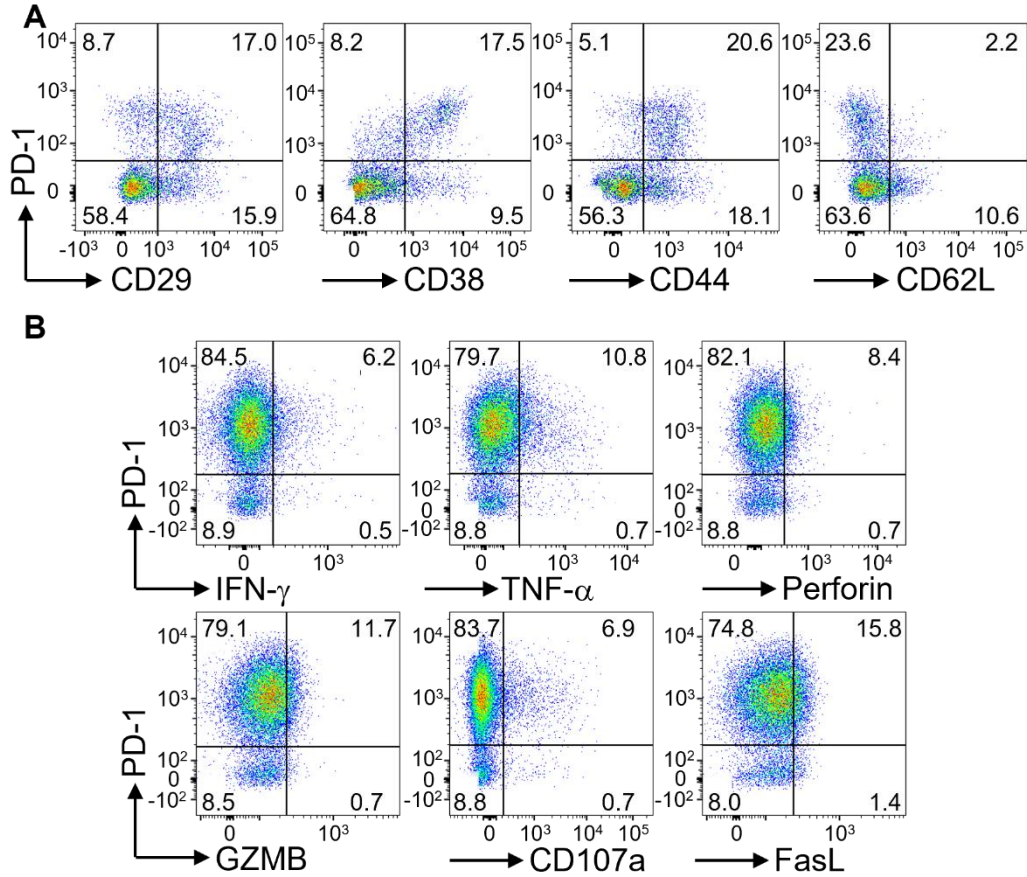 A
8.7 17.0 8.2 17.5 5.1 20.6 23.6 2.2
10⁴ 10⁵ 10⁵ 10⁵
10³ 10⁴ 10⁴ 10⁴
10² 10³ 10³ 10³
0 0 0 0
58.4 15.9 64.8 9.5 56.3 18.1 63.6 10.6
-10³ 0 10³ 10⁴ 10⁵ 0 10³ 10⁴ 10⁵ 0 10³ 10⁴ 10⁵ 0 10³ 10⁴ 10⁵
PD-1
CD29 CD38 CD44 CD62L
B
84.5 6.2 79.7 10.8 82.1 8.4
10⁴ 10⁴ 10⁴
10³ 10³ 10³
10² 10² 10²
0 0 0
-10² -10² -10²
8.9 0.5 8.8 0.7 8.8 0.7
0 10³ 0 10³ 10⁴ 0 10³ 10⁴
PD-1
IFN-γ TNF-α Perforin
79.1 11.7 83.7 6.9 74.8 15.8
10⁴ 10⁴ 10⁴
10³ 10³ 10³
10² 10² 10²
0 0 0
-10² -10² -10²
8.5 0.7 8.8 0.7 8.0 1.4
0 10³ 0 10³ 10⁴ 10⁵ 0 10³
PD-1
GZMB CD107a FasL